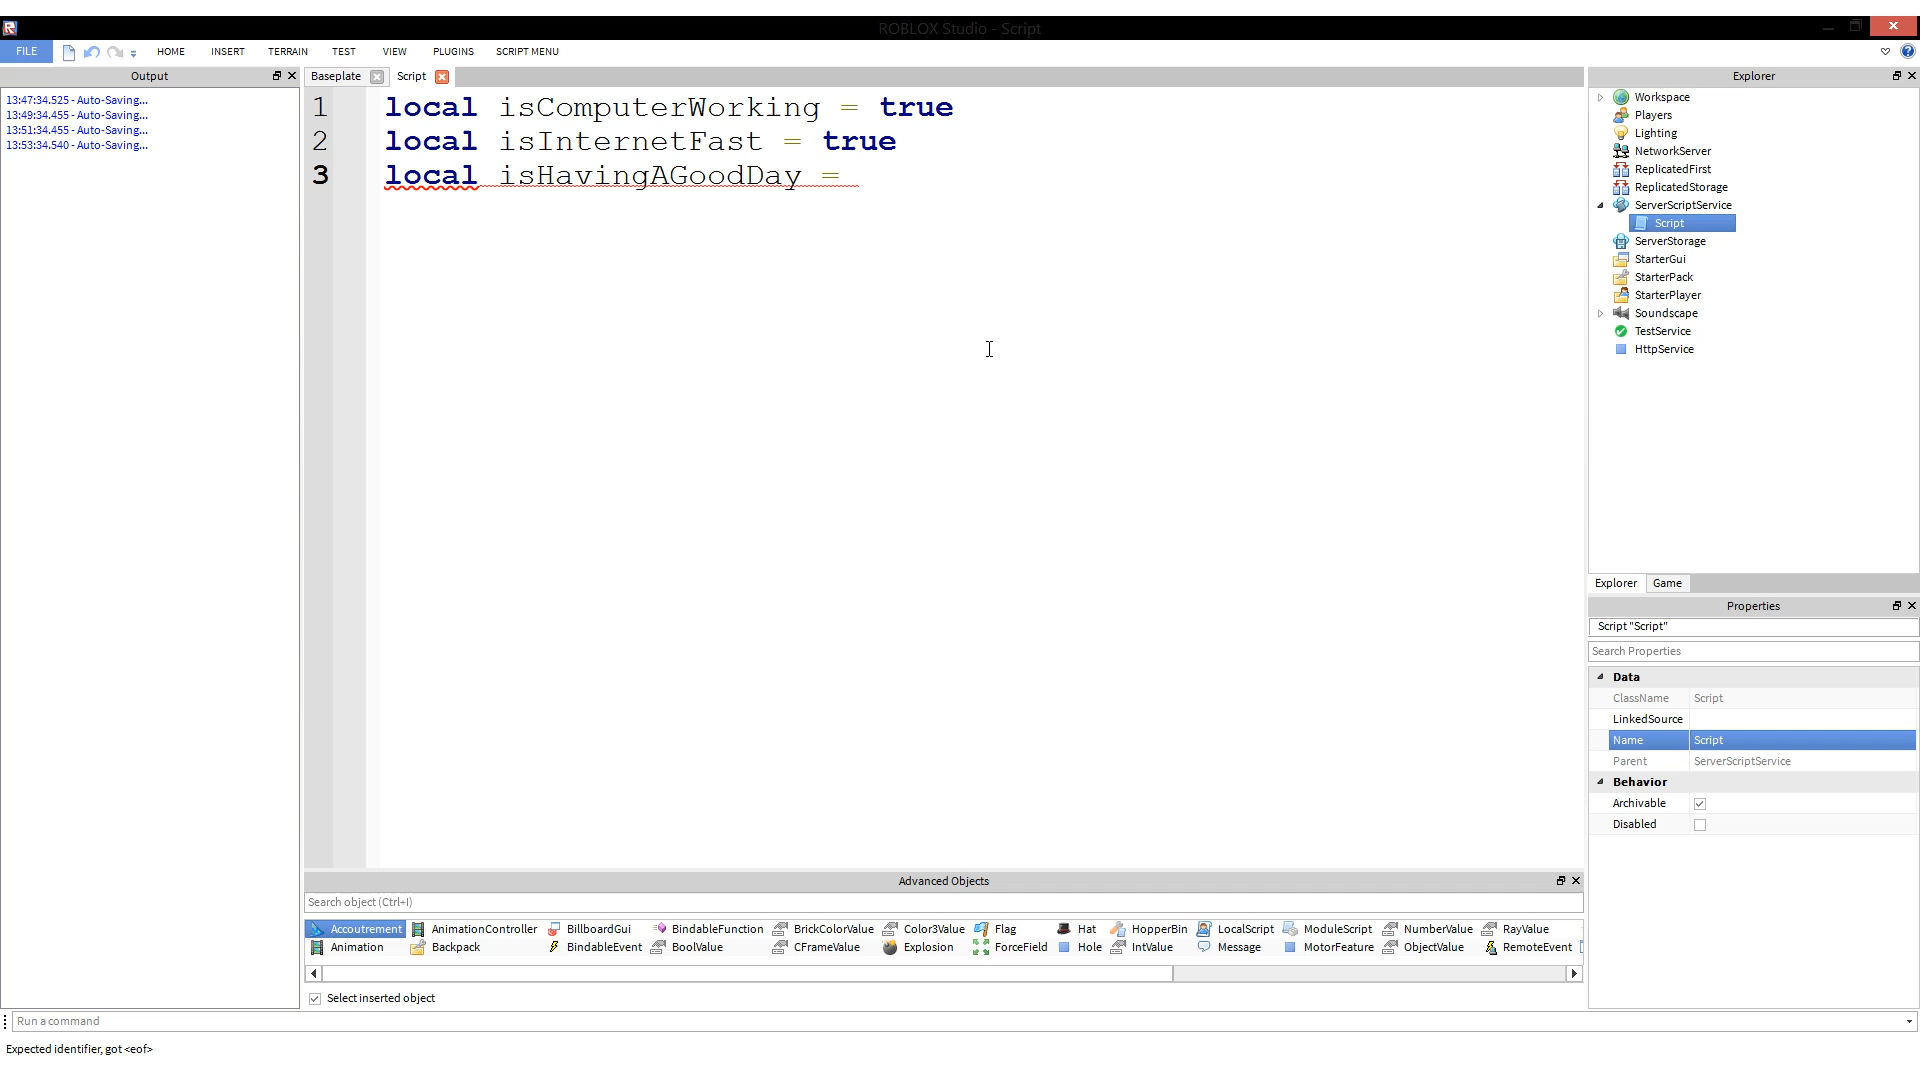 ROBLOX Studio - Script
FILE HOME INSERT TERRAIN TEST VIEW PLUGINS SCRIPT MENU
Output
13:47:34.525 - Auto-Saving...
13:49:34.455 - Auto-Saving...
13:51:34.455 - Auto-Saving...
13:53:34.540 - Auto-Saving...
Baseplate Script
1 local isComputerWorking = true
2 local isInternetFast = true
3 local isHavingAGoodDay =
Explorer
Workspace
Players
Lighting
NetworkServer
ReplicatedFirst
ReplicatedStorage
ServerScriptService
Script
ServerStorage
StarterGui
StarterPack
StarterPlayer
Soundscape
TestService
HttpService
Explorer Game
Properties
Script "Script"
Search Properties
Data
ClassName Script
LinkedSource
Name Script
Parent ServerScriptService
Behavior
Archivable
Disabled
Advanced Objects
Search object (Ctrl+I)
Accoutrement AnimationController BillboardGui BindableFunction BrickColorValue Color3Value Flag Hat HopperBin LocalScript ModuleScript NumberValue RayValue
Animation Backpack BindableEvent BoolValue CFrameValue Explosion ForceField Hole IntValue Message MotorFeature ObjectValue RemoteEvent
Select inserted object
Run a command
Expected identifier, got <eof>